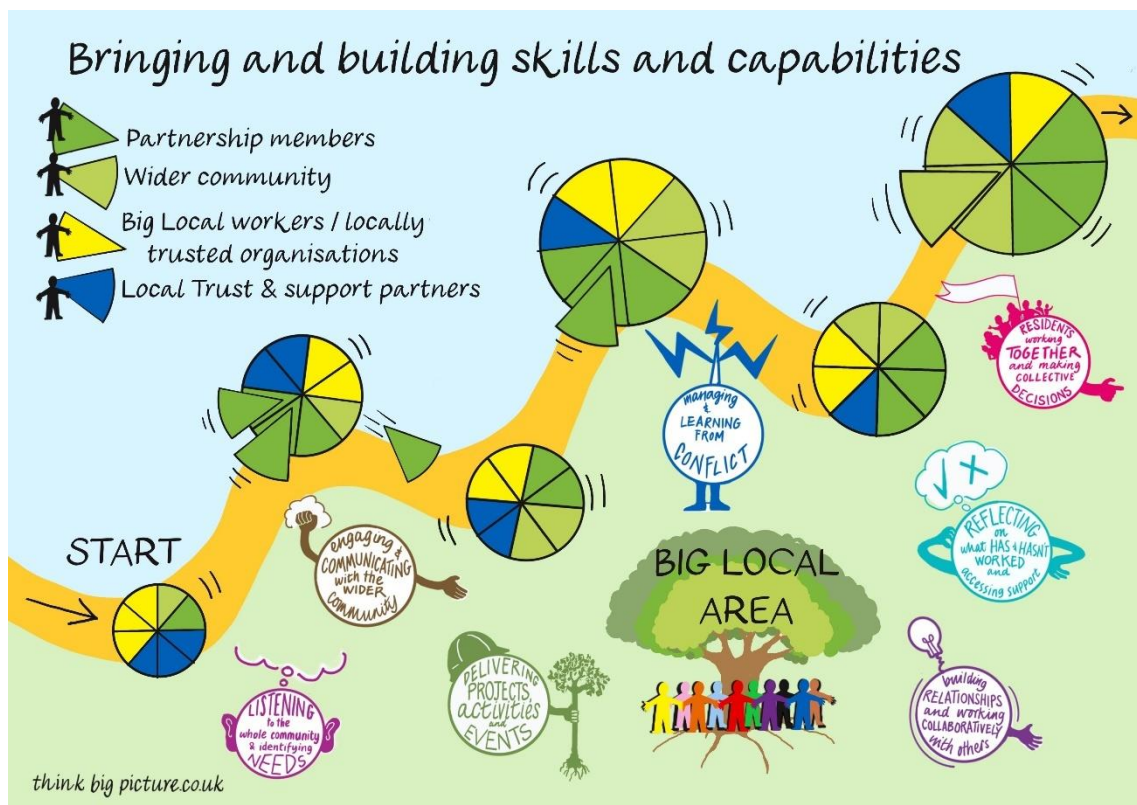 Bringing and building skills and capabilities
Partnership members
Wider community
Big Local workers / locally
trusted organisations
Local Trust & support partners
START
LISTENING
to the
whole community
& identifying
NEEDS
engaging &
COMMUNICATING
with the
WIDER
community
DELIVERING
PROJECTS,
activities
and
EVENTS
managing
&
LEARNING
FROM
CONFLICT
BIG LOCAL
AREA
RESIDENTS
working
TOGETHER
and making
COLLECTIVE
DECISIONS
REFLECTING
on
what HAS & HASN'T
WORKED
and
accessing support
building
RELATIONSHIPS
and working
COLLABORATIVELY
with others
think big picture.co.uk